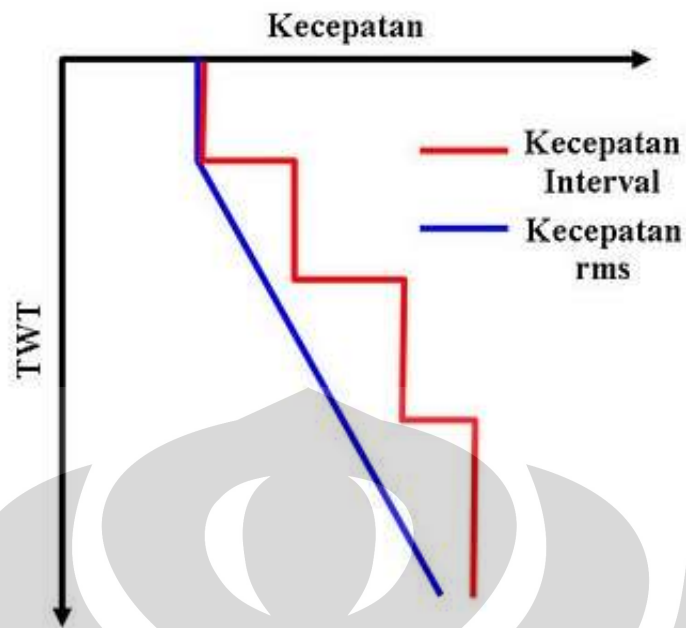 Kecepatan
Kecepatan
Interval
Kecepatan
rms
TWT